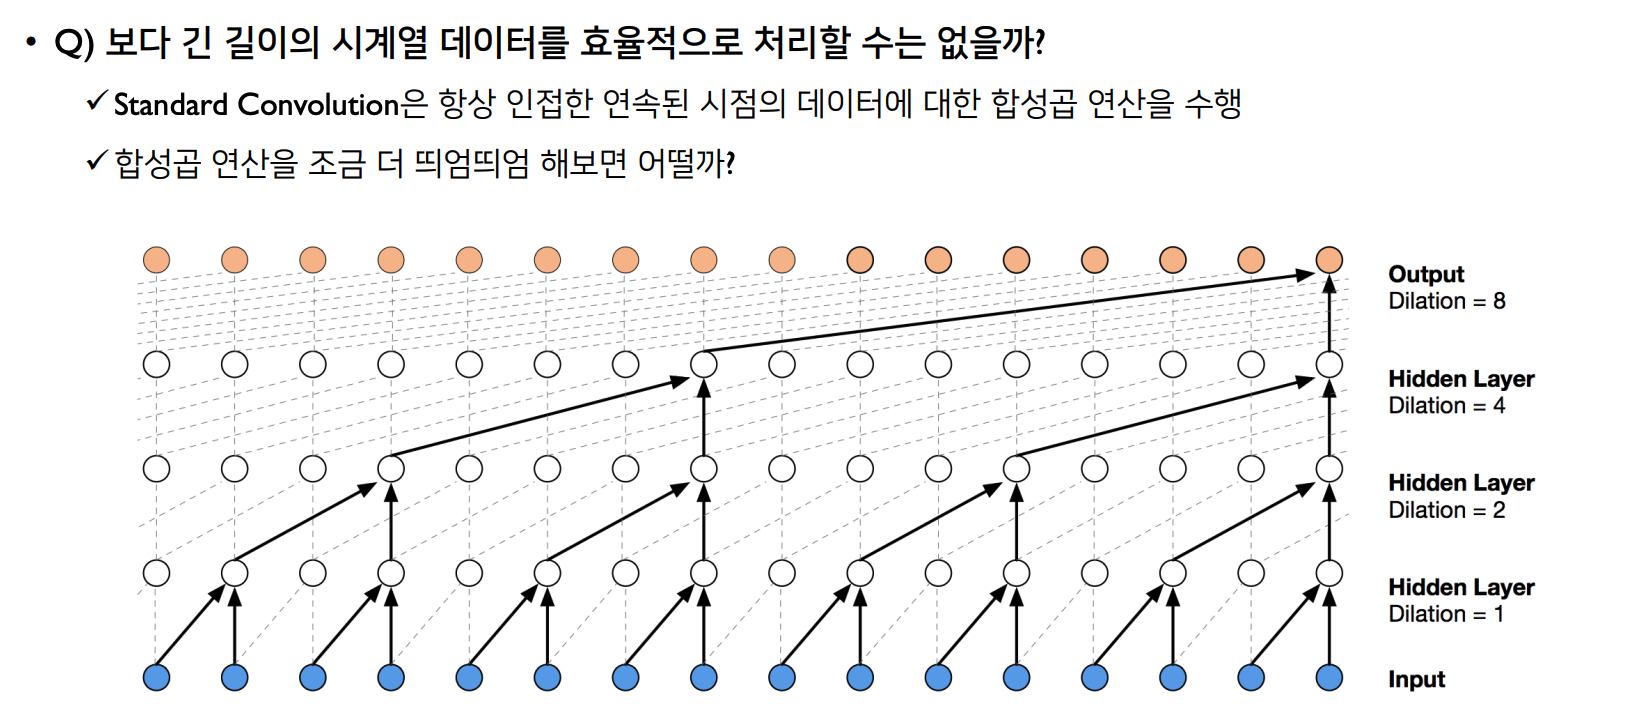 • Q) 보다 긴 길이의 시계열 데이터를 효율적으로 처리할 수는 없을까?
✓ Standard Convolution은 항상 인접한 연속된 시점의 데이터에 대한 합성곱 연산을 수행
✓ 합성곱 연산을 조금 더 띄엄띄엄 해보면 어떨까?
Output
Dilation = 8
Hidden Layer
Dilation = 4
Hidden Layer
Dilation = 2
Hidden Layer
Dilation = 1
Input